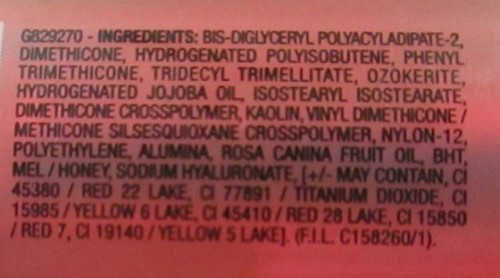 G829270 - INGREDIENTS: BIS-DIGLYCERYL POLYACYLADIPATE-2,
DIMETHICONE, HYDROGENATED POLYISOBUTENE, PHENYL
TRIMETHICONE, TRIDECYL TRIMELLITATE, OZOKERITE,
HYDROGENATED JOJOBA OIL, ISOSTEARYL ISOSTEARATE,
DIMETHICONE CROSSPOLYMER, KAOLIN, VINYL DIMETHICONE /
METHICONE SILSESQUIOXANE CROSSPOLYMER, NYLON-12,
POLYETHYLENE, ALUMINA, ROSA CANINA FRUIT OIL, BHT,
MEL / HONEY, SODIUM HYALURONATE, [+/- MAY CONTAIN, CI
45380 / RED 22 LAKE, CI 77891 / TITANIUM DIOXIDE, CI
15985 / YELLOW 6 LAKE, CI 45410 / RED 28 LAKE, CI 15850
/ RED 7, CI 19140 / YELLOW 5 LAKE]. (F.I.L. C158260/1).